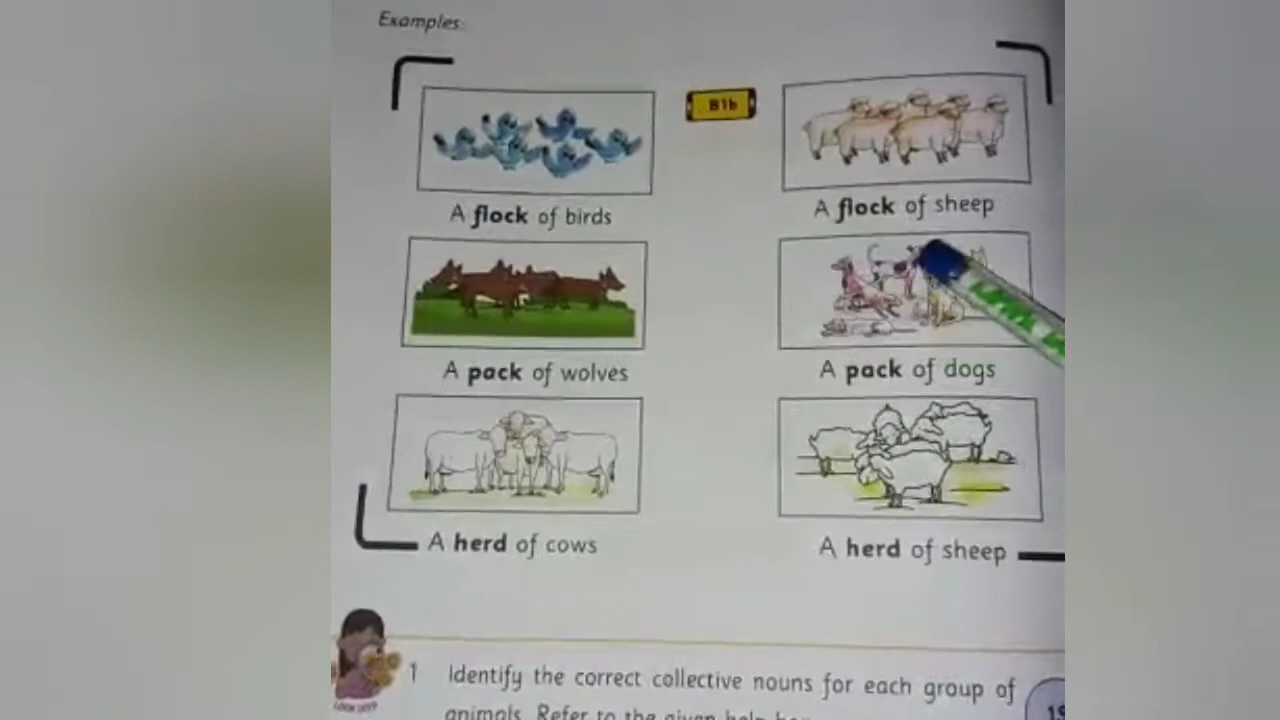 Examples:
B1b
A flock of birds
A flock of sheep
A pack of wolves
A pack of dogs
A herd of cows
A herd of sheep
1 Identify the correct collective nouns for each group of
animals. Refer to the given help